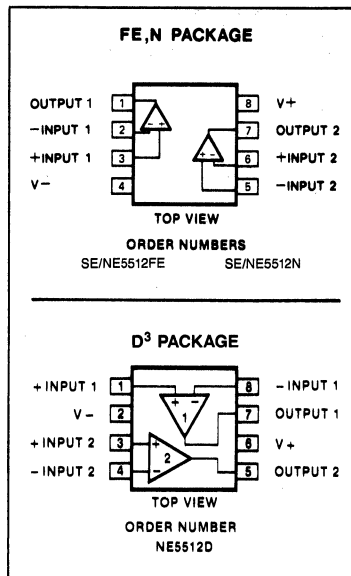 FE,N PACKAGE
OUTPUT 1 1 8 V+
−INPUT 1 2 − + 7 OUTPUT 2
+INPUT 1 3 + − 6 +INPUT 2
V− 4 5 −INPUT 2
TOP VIEW
ORDER NUMBERS
SE/NE5512FE SE/NE5512N
D³ PACKAGE
+INPUT 1 1 + − 8 −INPUT 1
V− 2 1 7 OUTPUT 1
+INPUT 2 3 + 2 6 V+
−INPUT 2 4 − 5 OUTPUT 2
TOP VIEW
ORDER NUMBER
NE5512D